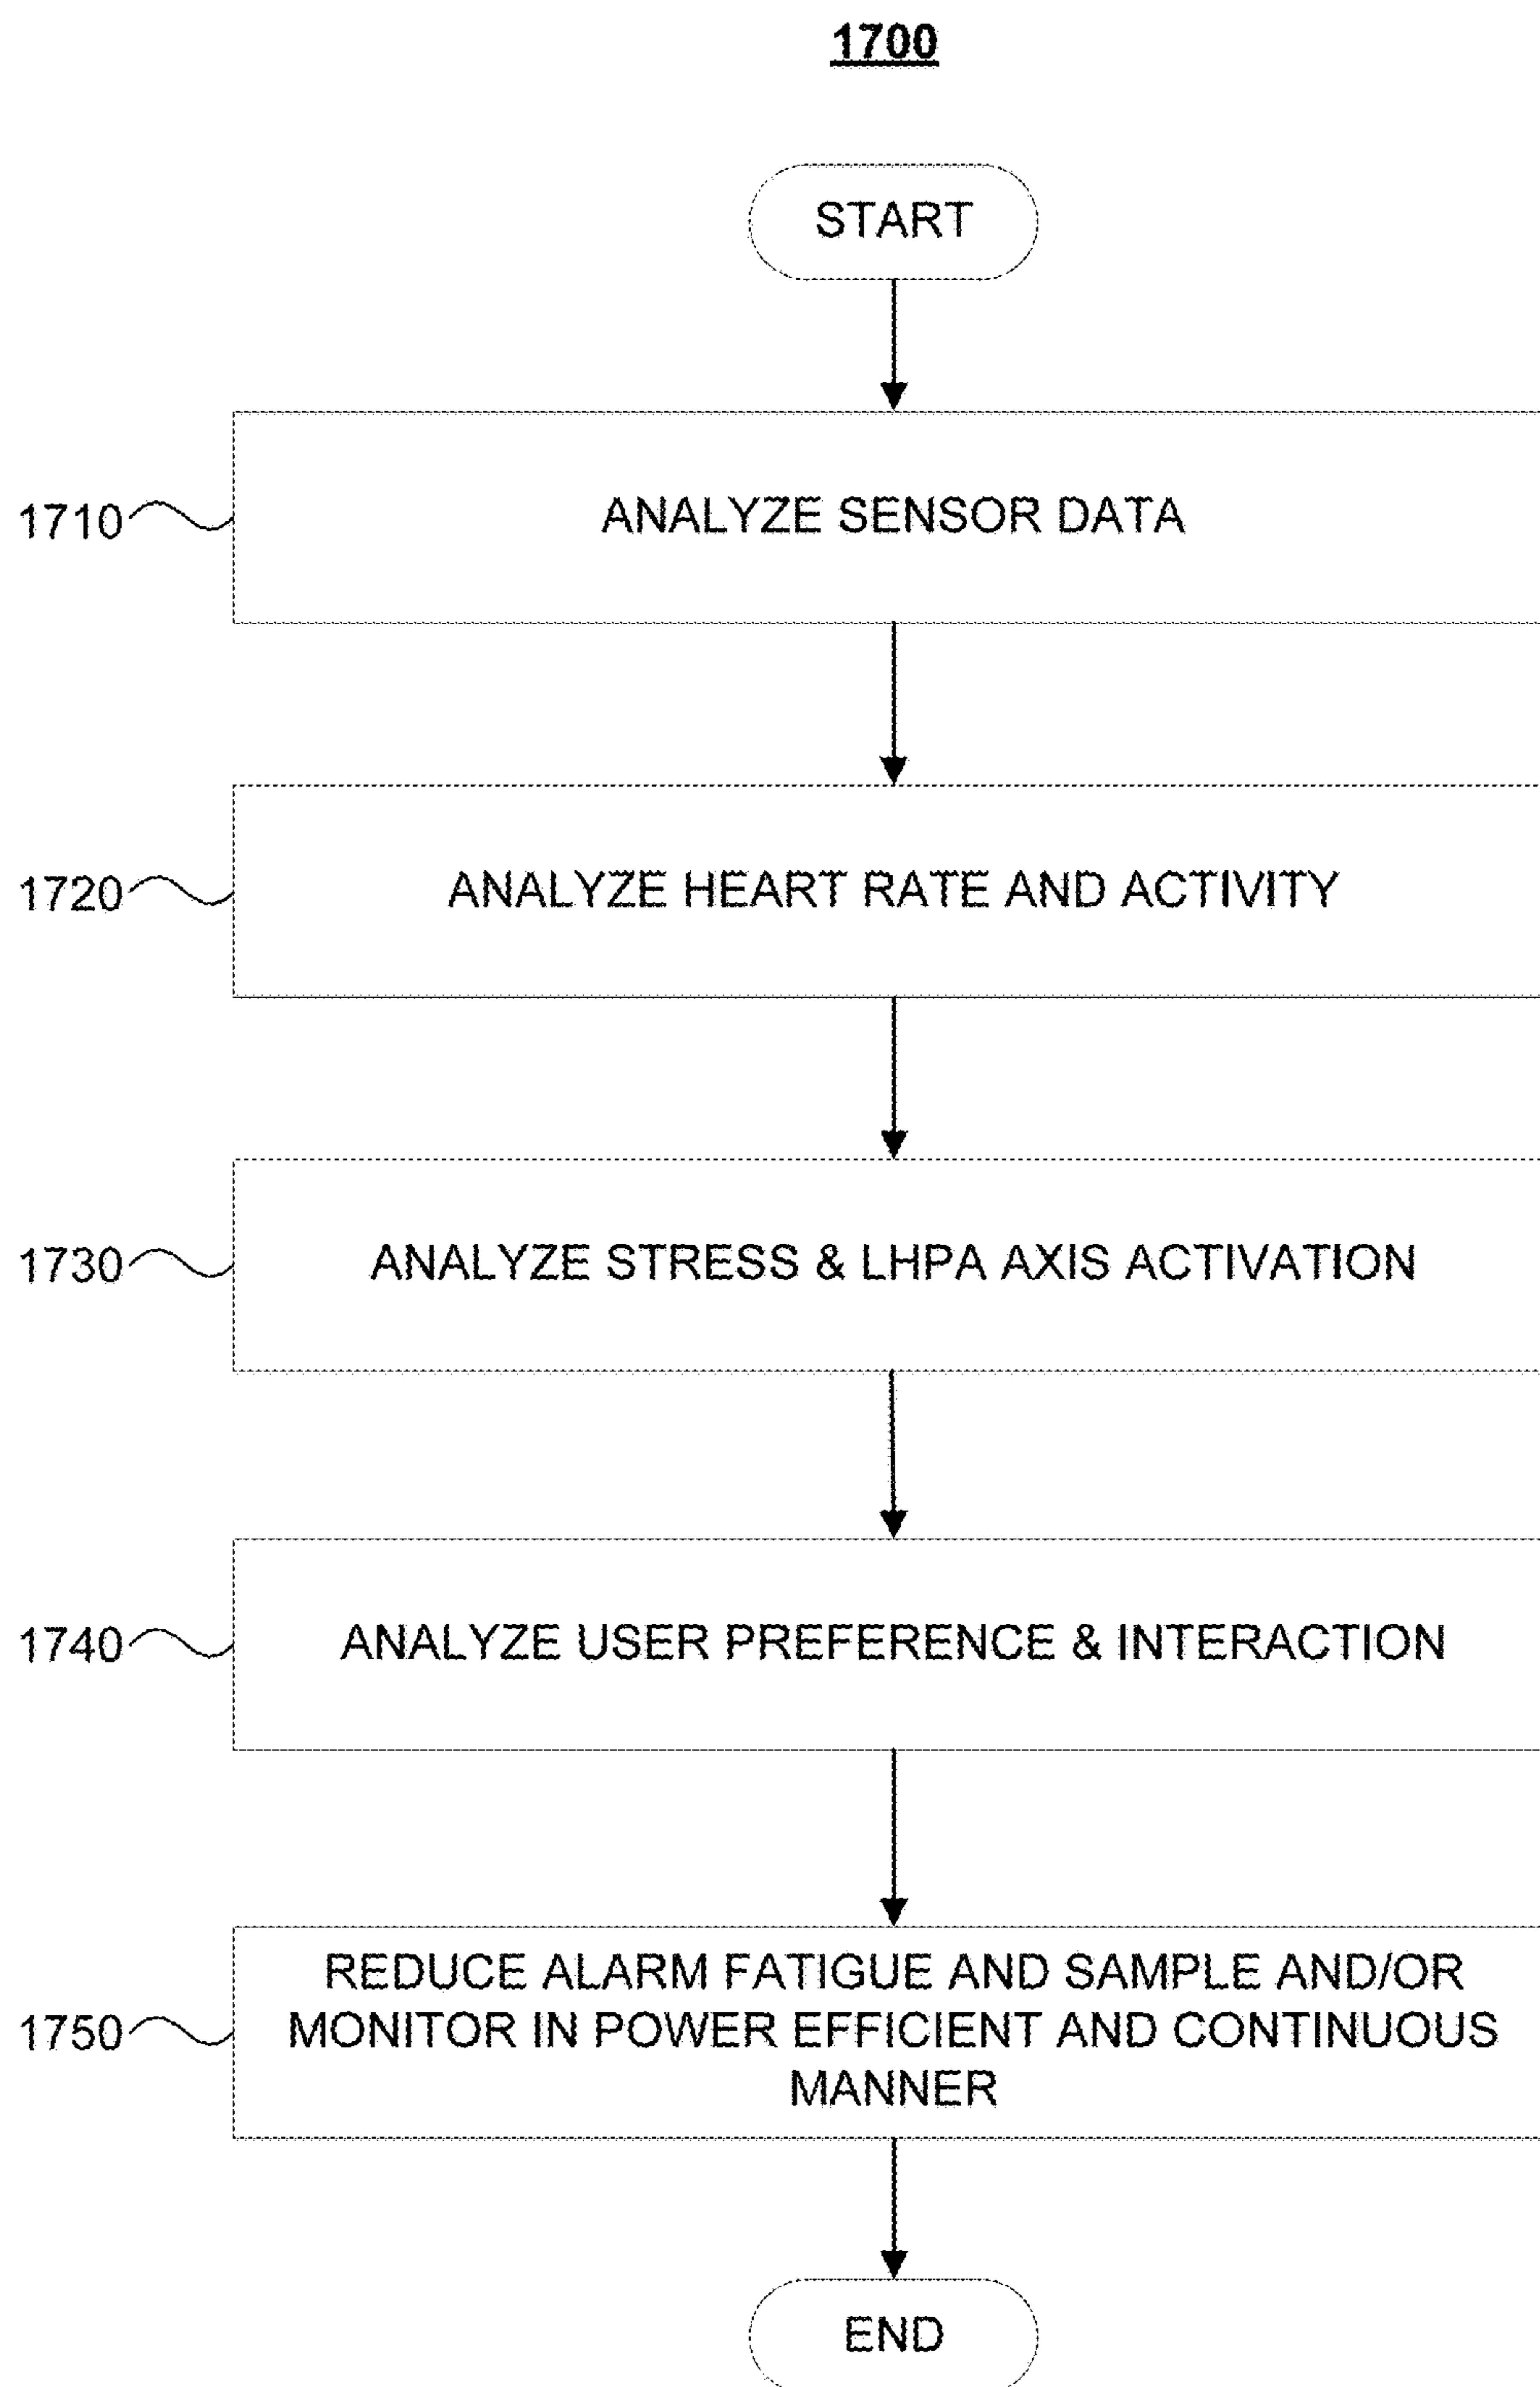 1700
START
1710
ANALYZE SENSOR DATA
1720
ANALYZE HEART RATE AND ACTIVITY
1730
ANALYZE STRESS & LHPA AXIS ACTIVATION
1740
ANALYZE USER PREFERENCE & INTERACTION
1750
REDUCE ALARM FATIGUE AND SAMPLE AND/OR
MONITOR IN POWER EFFICIENT AND CONTINUOUS
MANNER
END